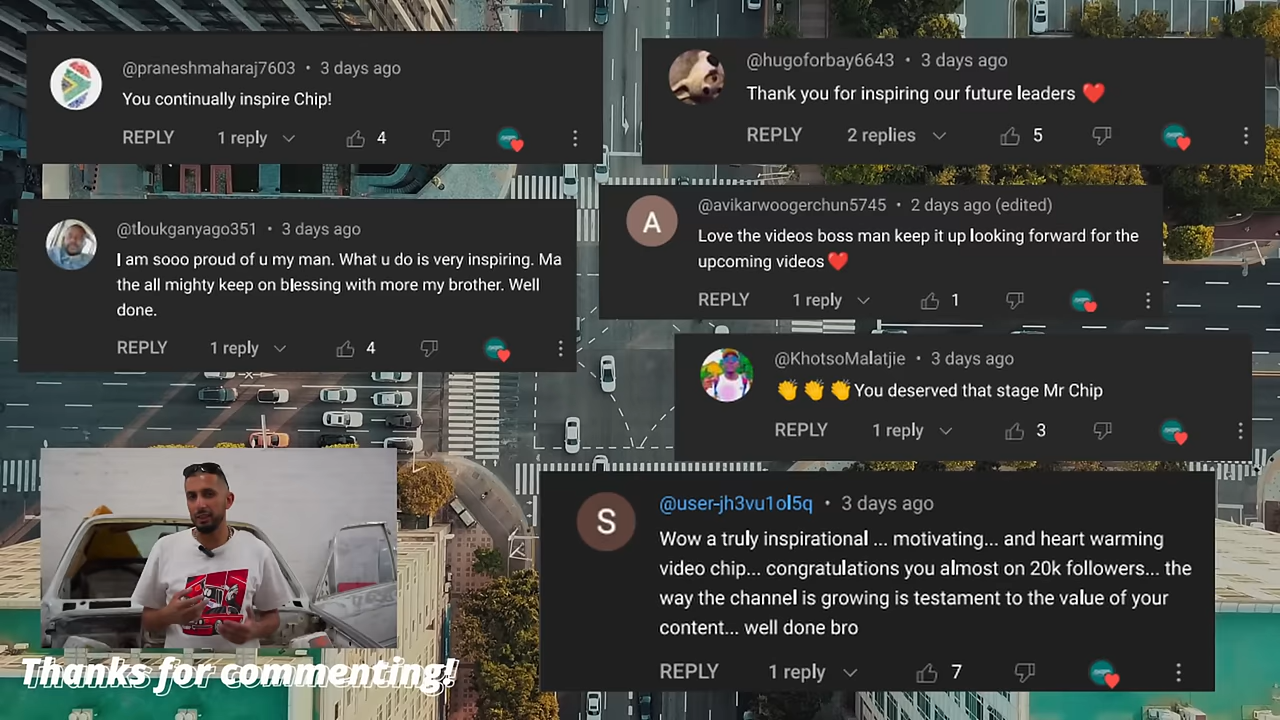 @praneshmaharaj7603 • 3 days ago
You continually inspire Chip!
REPLY 1 reply 4
@hugoforbay6643 • 3 days ago
Thank you for inspiring our future leaders ❤️
REPLY 2 replies 5
@tloukganyago351 • 3 days ago
I am sooo proud of u my man. What u do is very inspiring. Ma
the all mighty keep on blessing with more my brother. Well
done.
REPLY 1 reply 4
A
@avikarwoogerchun5745 • 2 days ago (edited)
Love the videos boss man keep it up looking forward for the
upcoming videos❤️
REPLY 1 reply 1
@KhotsoMalatjie • 3 days ago
👏👏👏You deserved that stage Mr Chip
REPLY 1 reply 3
S
@user-jh3vu1ol5q • 3 days ago
Wow a truly inspirational ... motivating... and heart warming
video chip... congratulations you almost on 20k followers... the
way the channel is growing is testament to the value of your
content... well done bro
REPLY 1 reply 7
Thanks for commenting!